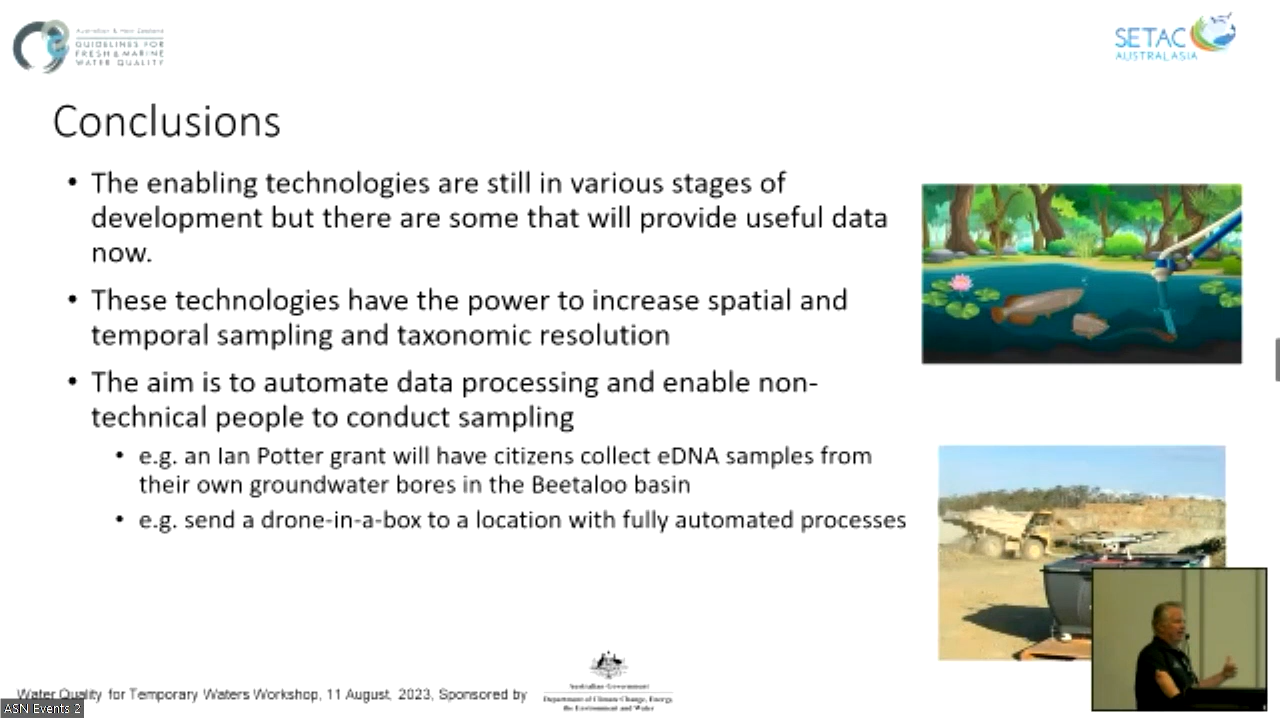 Australian & New Zealand
GUIDELINES FOR
FRESH & MARINE
WATER QUALITY
SETAC
AUSTRALASIA
Conclusions
• The enabling technologies are still in various stages of
development but there are some that will provide useful data
now.
• These technologies have the power to increase spatial and
temporal sampling and taxonomic resolution
• The aim is to automate data processing and enable non-
technical people to conduct sampling
• e.g. an Ian Potter grant will have citizens collect eDNA samples from
their own groundwater bores in the Beetaloo basin
• e.g. send a drone-in-a-box to a location with fully automated processes
Water Quality for Temporary Waters Workshop, 11 August, 2023, Sponsored by
Australian Government
Department of Climate Change, Energy,
the Environment and Water
ASN Events 2